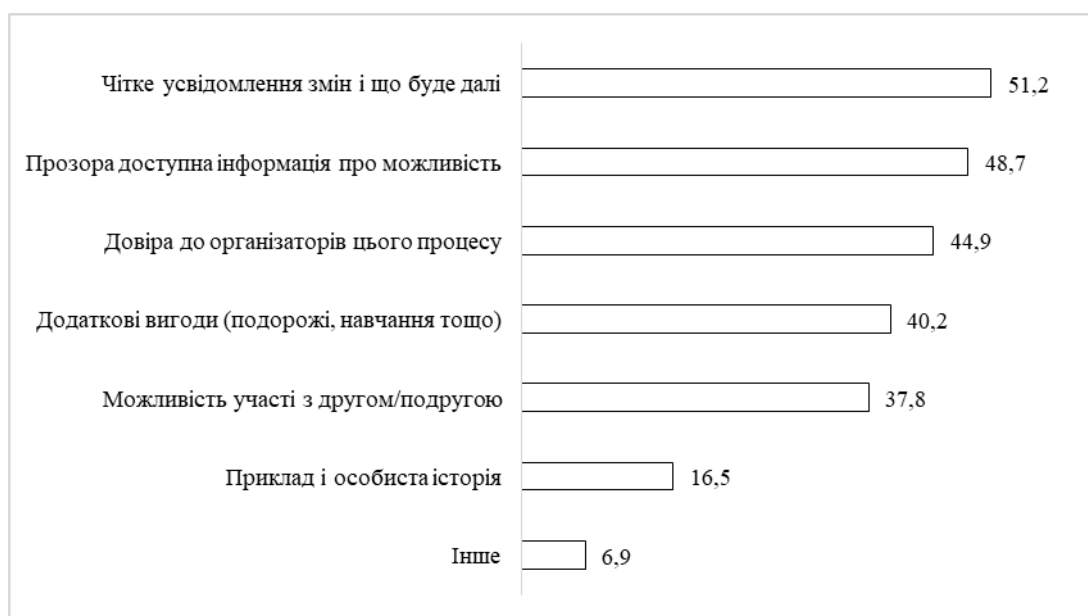 Чітке усвідомлення змін і що буде далі 51,2
Прозора доступна інформація про можливість 48,7
Довіра до організаторів цього процесу 44,9
Додаткові вигоди (подорожі, навчання тощо) 40,2
Можливість участі з другом/подругою 37,8
Приклад і особиста історія 16,5
Інше 6,9